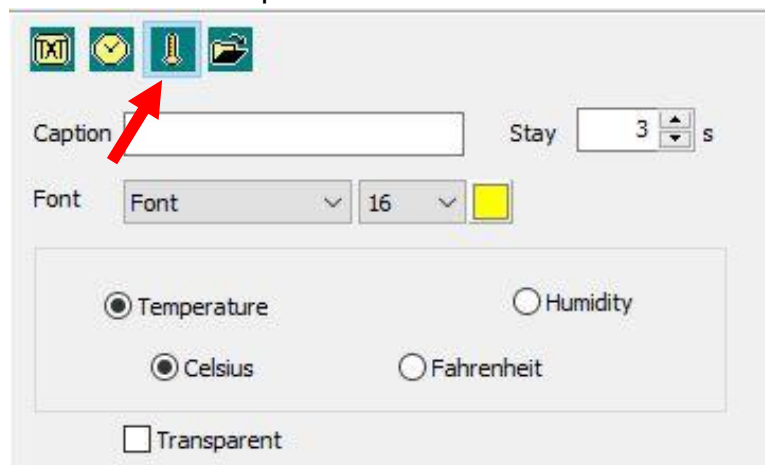 TXT
Caption Stay 3 s
Font Font 16
Temperature Humidity
Celsius Fahrenheit
Transparent